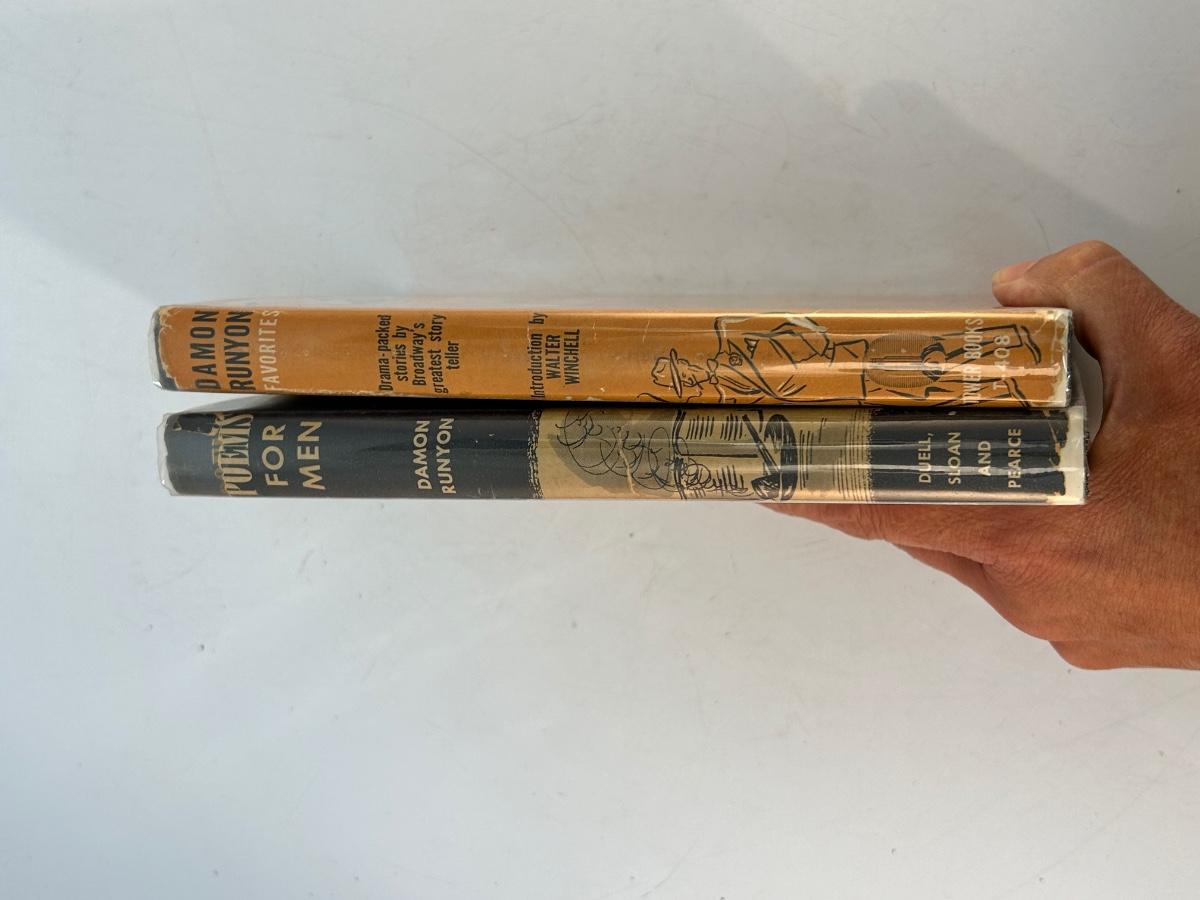 DAMON
RUNYON
FAVORITES
Drama-packed
stories by
Broadway's
greatest story
teller
Introduction by
WALTER
WINCHELL
TOWER BOOKS
T-408
POEMS
FOR
MEN
DAMON
RUNYON
DUELL,
SLOAN
AND
PEARCE